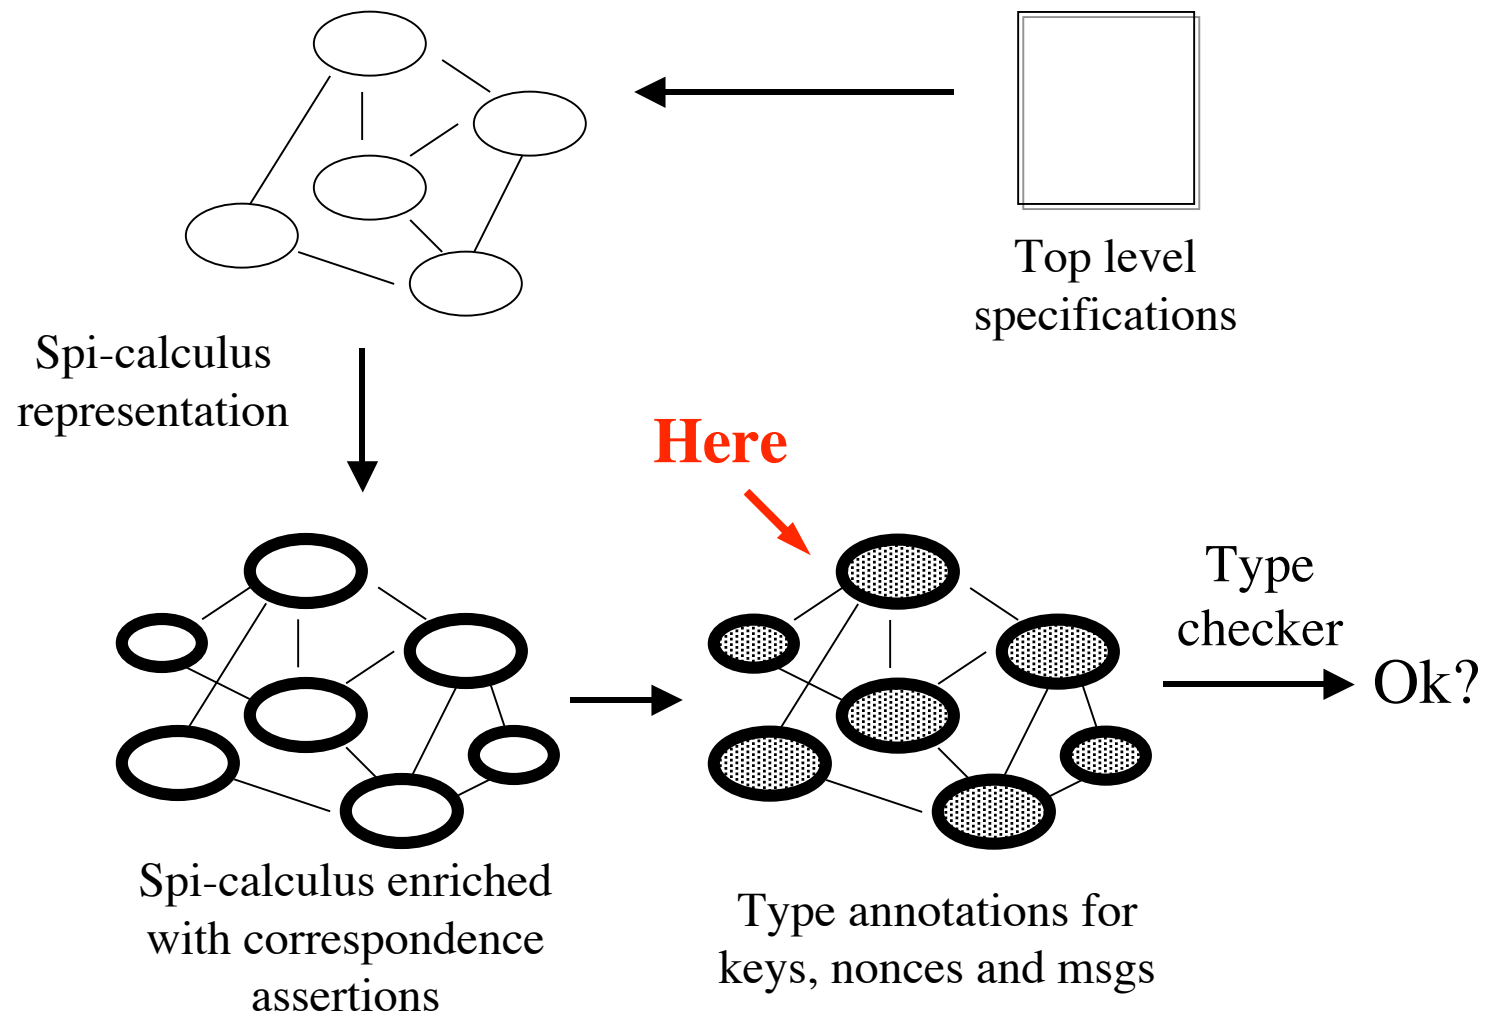 Top level
specifications
Spi-calculus
representation
Here
Type
checker
Ok?
Spi-calculus enriched
with correspondence
assertions
Type annotations for
keys, nonces and msgs